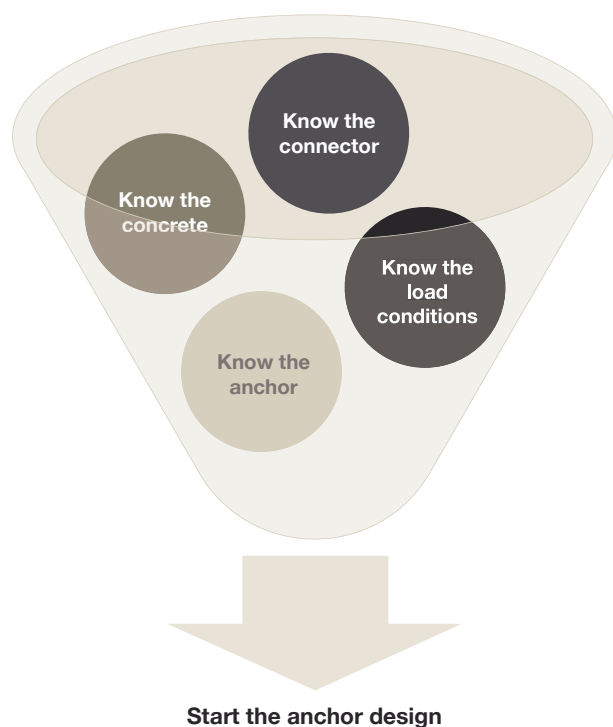 Know the
connector
Know the
concrete
Know the
load
conditions
Know the
anchor
Start the anchor design